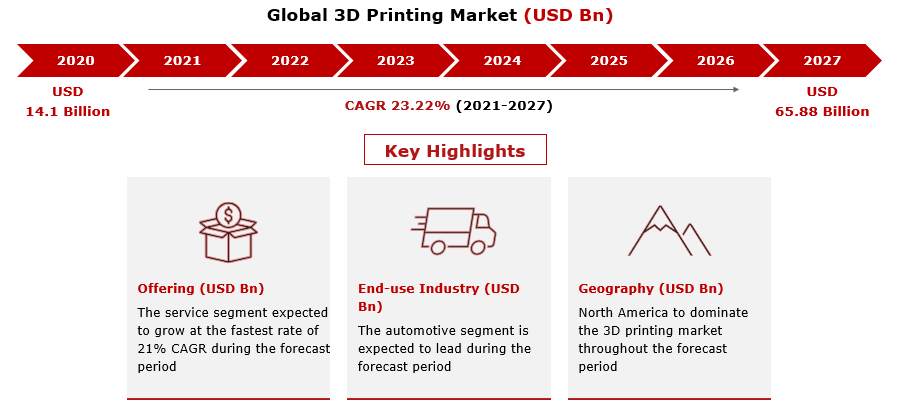 Global 3D Printing Market (USD Bn)
2020 2021 2022 2023 2024 2025 2026 2027
USD
14.1 Billion
CAGR 23.22% (2021-2027)
USD
65.88 Billion
Key Highlights
$
Offering (USD Bn)
The service segment expected
to grow at the fastest rate of
21% CAGR during the forecast
period
End-use Industry (USD
Bn)
The automotive segment is
expected to lead during the
forecast period
Geography (USD Bn)
North America to dominate
the 3D printing market
throughout the forecast
period